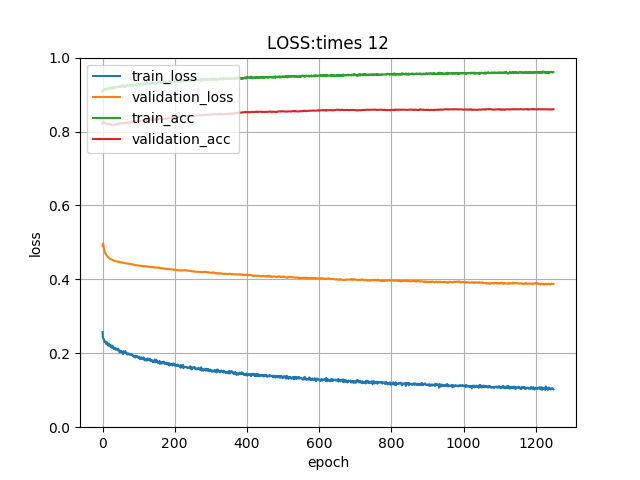 LOSS:times 12
1.0
0.8
0.6
0.4
0.2
0.0
loss
train_loss
validation_loss
train_acc
validation_acc
0 200 400 600 800 1000 1200
epoch